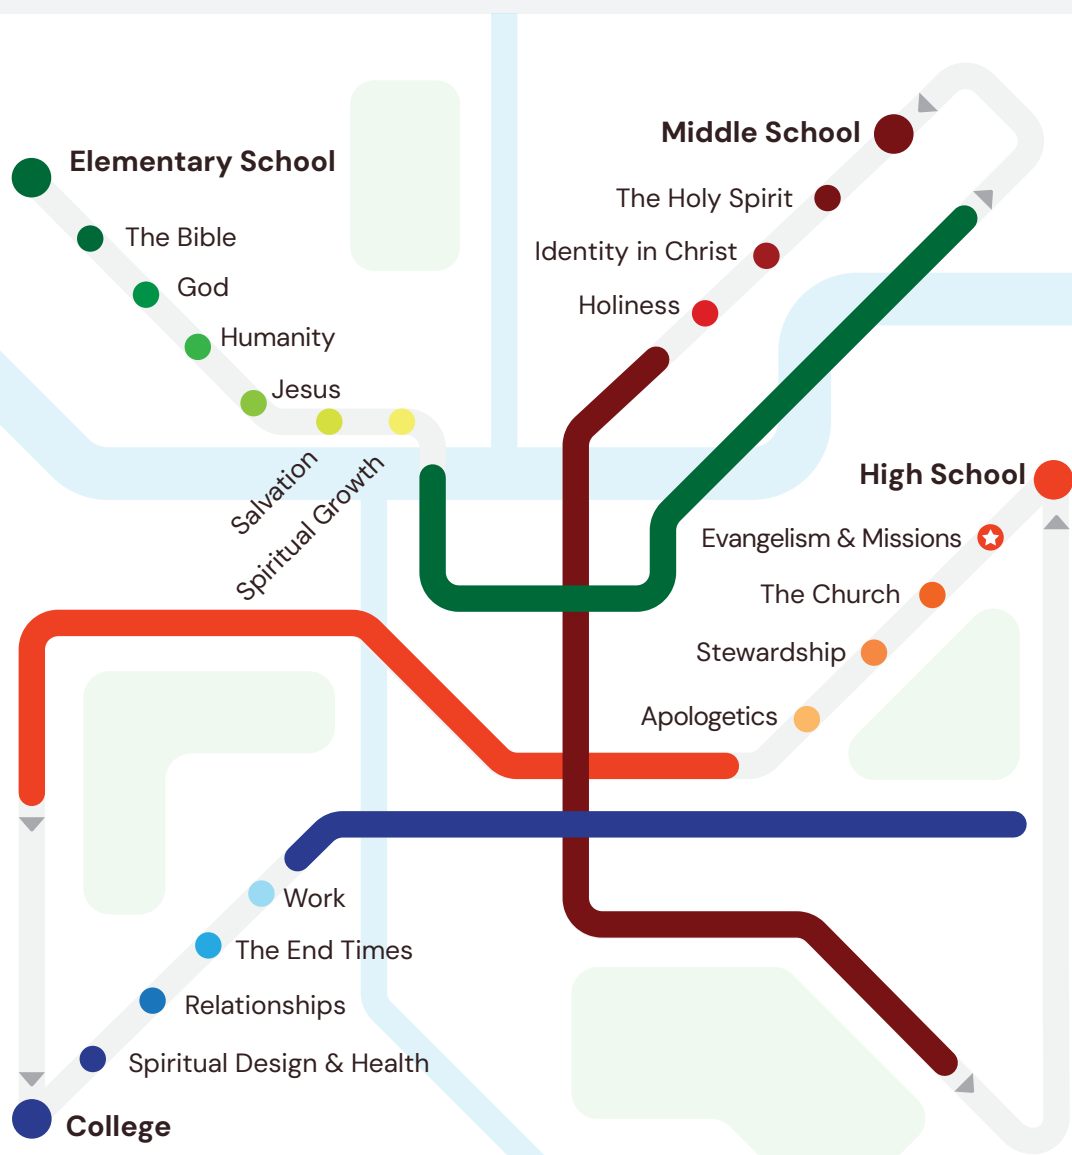 Elementary School
The Bible
God
Humanity
Jesus
Salvation
Spiritual Growth
Middle School
The Holy Spirit
Identity in Christ
Holiness
High School
Evangelism & Missions
The Church
Stewardship
Apologetics
Work
The End Times
Relationships
Spiritual Design & Health
College